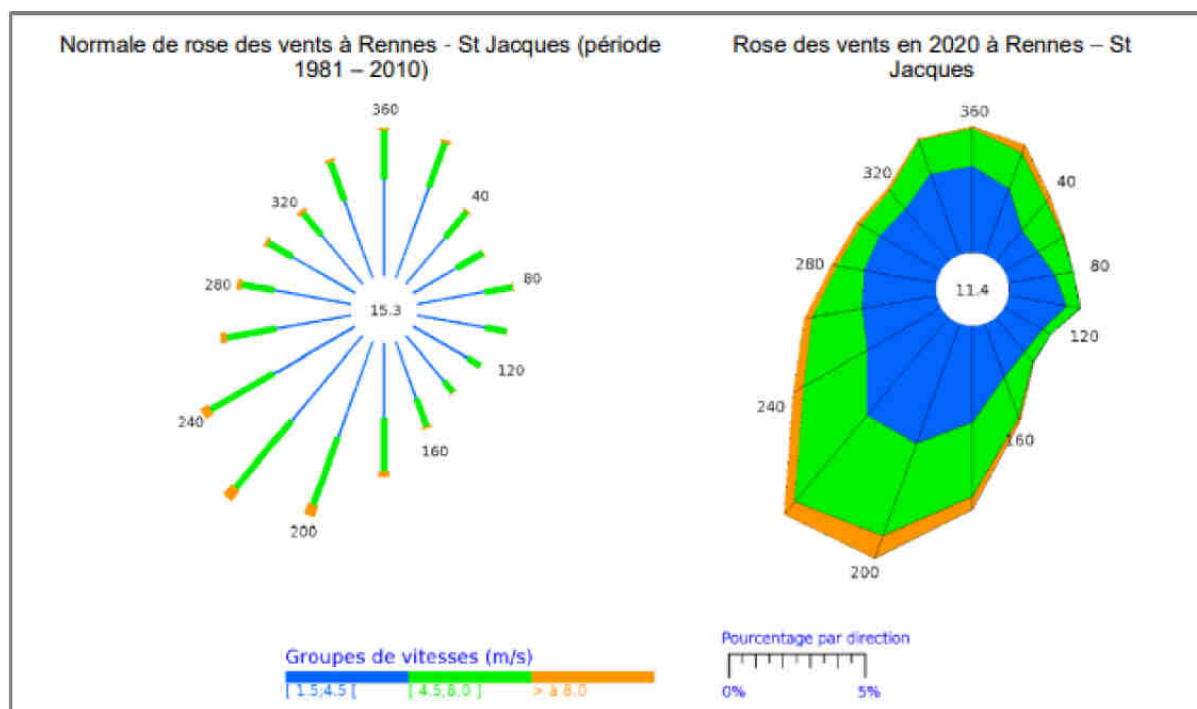 Normale de rose des vents à Rennes - St Jacques (période
1981 – 2010)
360
320
40
280
80
15.3
120
240
160
200
Rose des vents en 2020 à Rennes – St
Jacques
360
320
40
280
80
11.4
120
240
160
200
Groupes de vitesses (m/s)
[ 1.5;4.5 [
[ 4.5;8.0 ]
> à 8.0
Pourcentage par direction
0%
5%